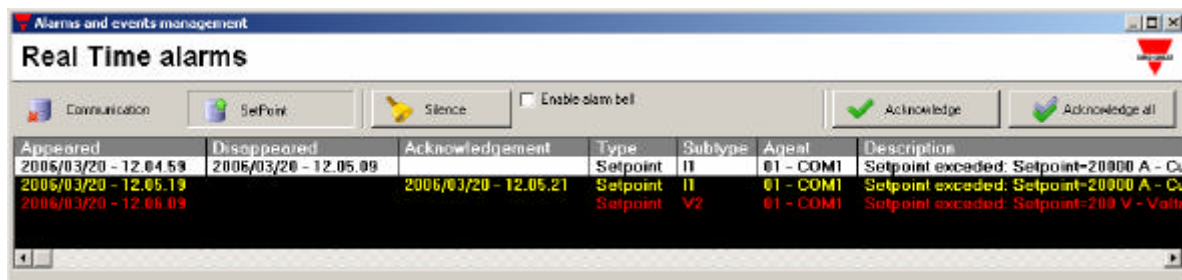 Alarms and events management
Real Time alarms
Communication SetPoint Silence Enable alarm bell Acknowledge Acknowledge all
Appeared Disappeared Acknowledgement Type Subtype Agent Description
2006/03/20 - 12.04.59 2006/03/20 - 12.05.09 Setpoint I1 01 - COM1 Setpoint exceded: Setpoint=20000 A - Cu
2006/03/20 - 12.05.19 2006/03/20 - 12.05.21 Setpoint I1 01 - COM1 Setpoint exceded: Setpoint=20000 A - Cu
2006/03/20 - 12.06.09 Setpoint V2 01 - COM1 Setpoint exceded: Setpoint=200 V - Volta